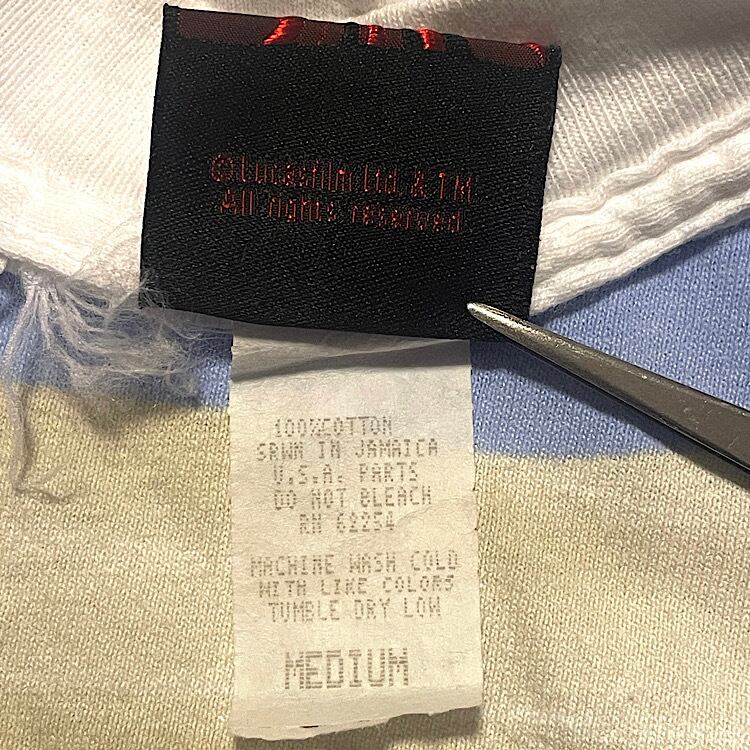 ©Lucasfilm Ltd. & TM.
All rights reserved.
100%COTTON
SEWN IN JAMAICA
U.S.A. PARTS
DO NOT BLEACH
RN 62254
MACHINE WASH COLD
WITH LIKE COLORS
TUMBLE DRY LOW
MEDIUM